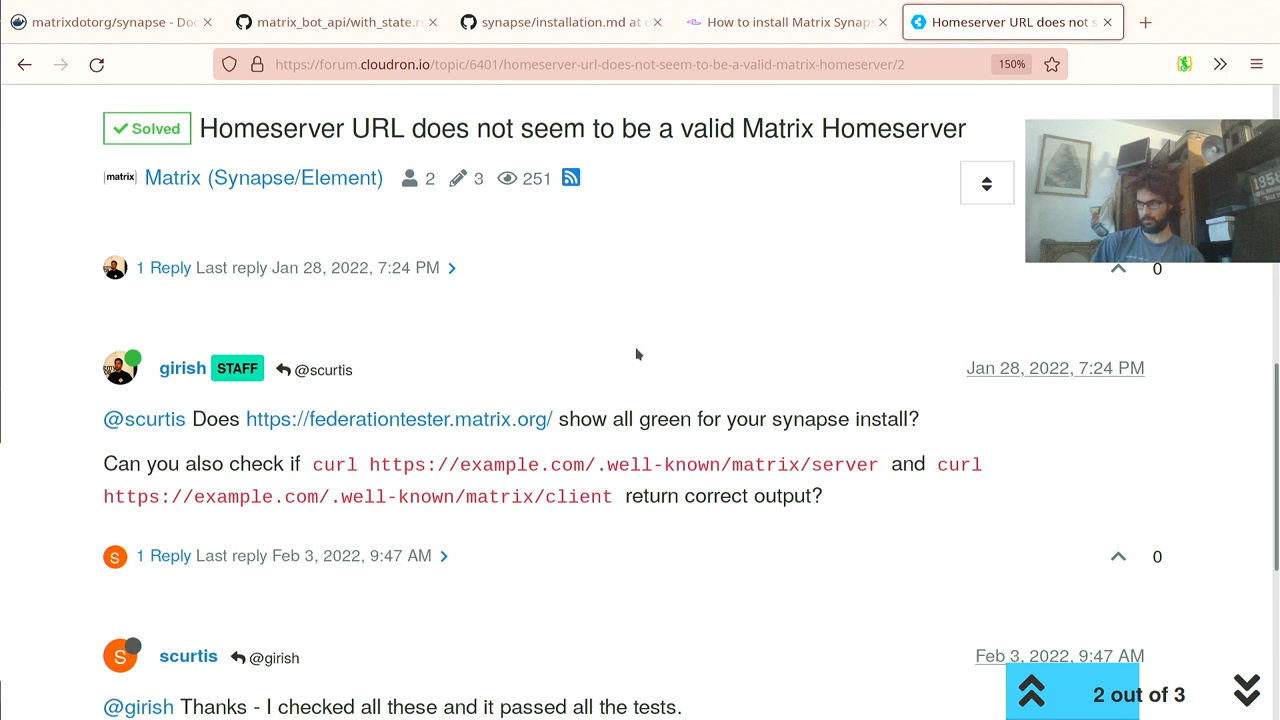 matrixdotorg/synapse - Doc
matrix_bot_api/with_state.rs
synapse/installation.md at
How to install Matrix Synaps
Homeserver URL does not s
https://forum.cloudron.io/topic/6401/homeserver-url-does-not-seem-to-be-a-valid-matrix-homeserver/2
150%
Solved Homeserver URL does not seem to be a valid Matrix Homeserver
matrix Matrix (Synapse/Element) 2 3 251
1 Reply Last reply Jan 28, 2022, 7:24 PM
0
girish STAFF @scurtis
Jan 28, 2022, 7:24 PM
@scurtis Does https://federationtester.matrix.org/ show all green for your synapse install?
Can you also check if curl https://example.com/.well-known/matrix/server and curl
https://example.com/.well-known/matrix/client return correct output?
S 1 Reply Last reply Feb 3, 2022, 9:47 AM
0
S scurtis @girish
Feb 3, 2022, 9:47 AM
@girish Thanks - I checked all these and it passed all the tests.
2 out of 3